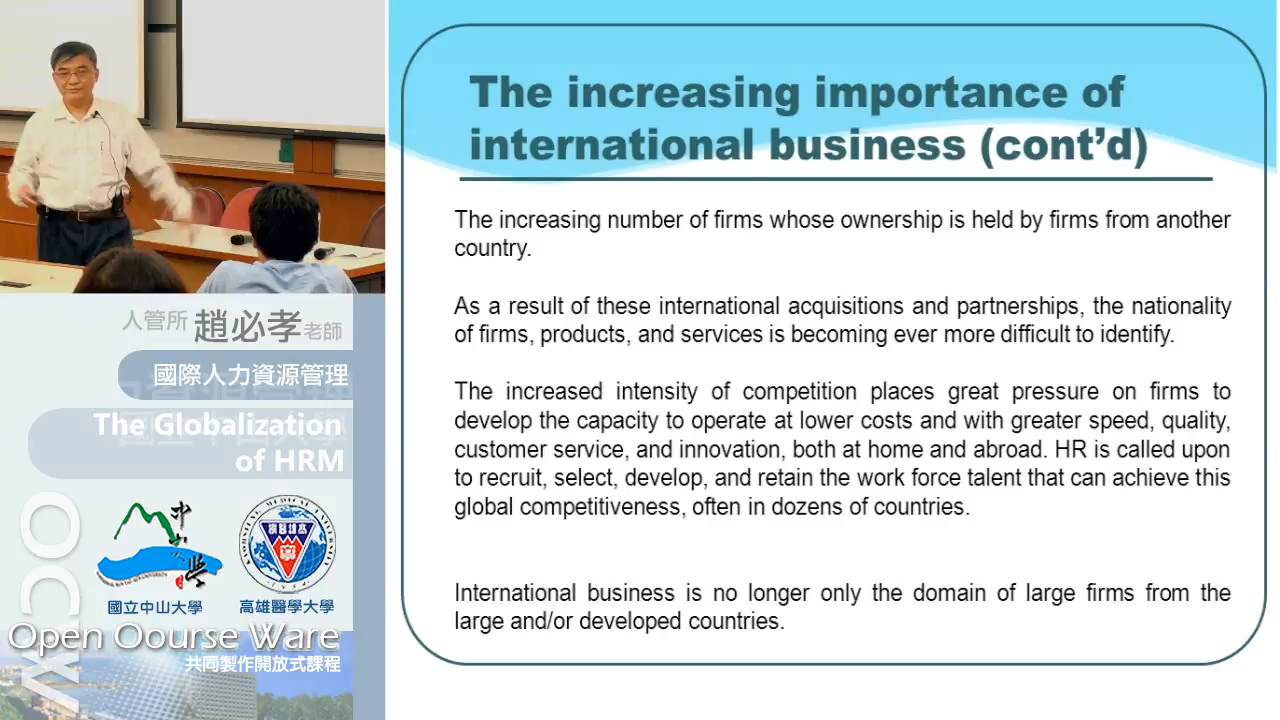 The increasing importance of
international business (cont’d)
The increasing number of firms whose ownership is held by firms from another
country.
As a result of these international acquisitions and partnerships, the nationality
of firms, products, and services is becoming ever more difficult to identify.
The increased intensity of competition places great pressure on firms to
develop the capacity to operate at lower costs and with greater speed, quality,
customer service, and innovation, both at home and abroad. HR is called upon
to recruit, select, develop, and retain the work force talent that can achieve this
global competitiveness, often in dozens of countries.
International business is no longer only the domain of large firms from the
large and/or developed countries.
人管所 趙必孝老師
國際人力資源管理
The Globalization
of HRM
OCW
國立中山大學
高雄醫學大學
Open Oourse Ware
共同製作開放式課程